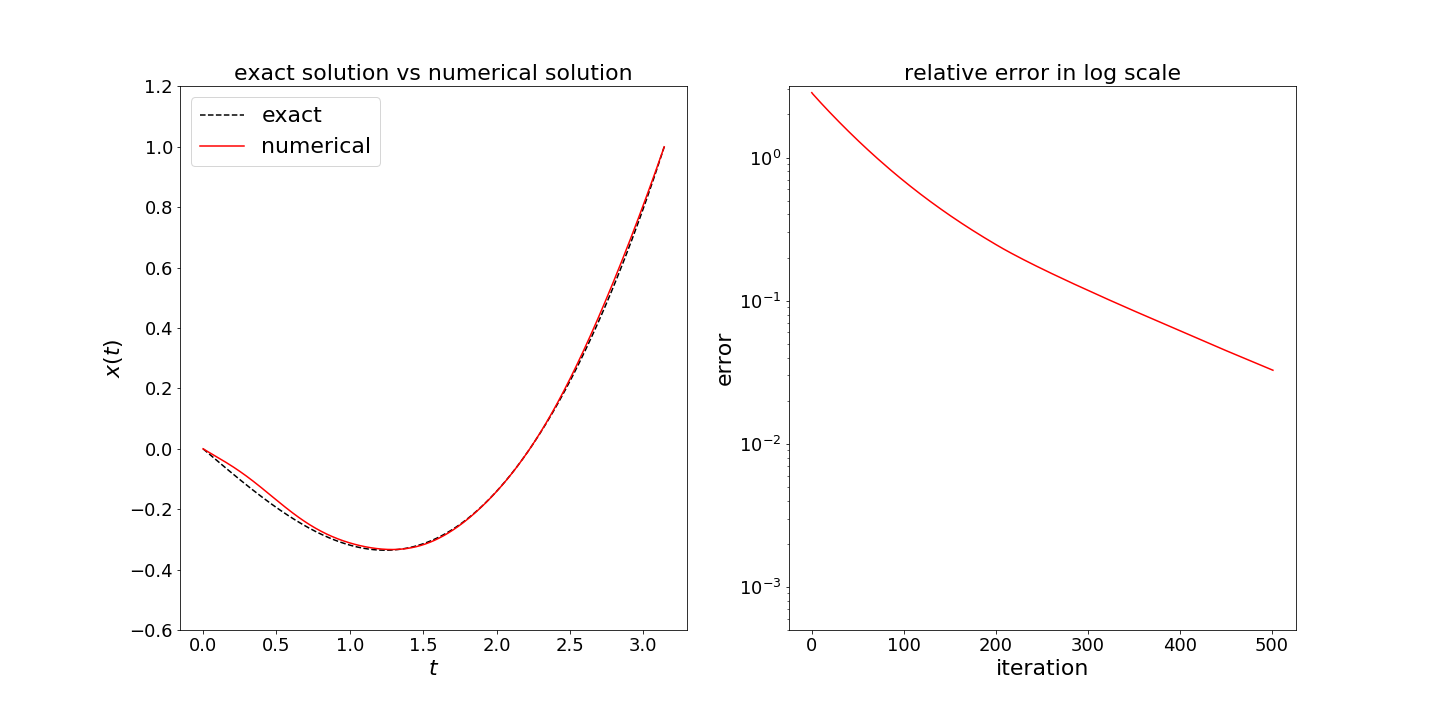 exact solution vs numerical solution
1.2
1.0
0.8
0.6
0.4
0.2
0.0
−0.2
−0.4
−0.6
x(t)
exact
numerical
0.0 0.5 1.0 1.5 2.0 2.5 3.0
t
relative error in log scale
10⁰
10⁻¹
10⁻²
10⁻³
error
0 100 200 300 400 500
iteration